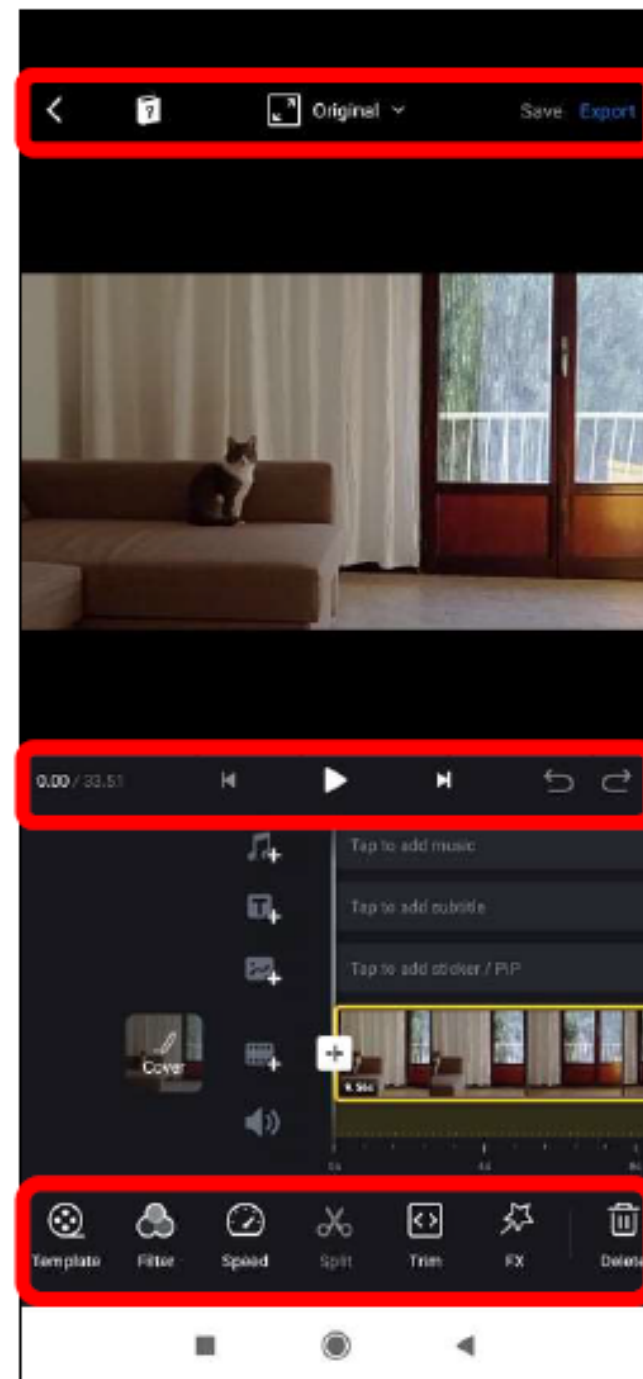 Original Save Export
0.00 / 33.51
Tap to add music
Tap to add subtitle
Tap to add sticker / PIP
Cover
Template Filter Speed Split Trim FX Delete